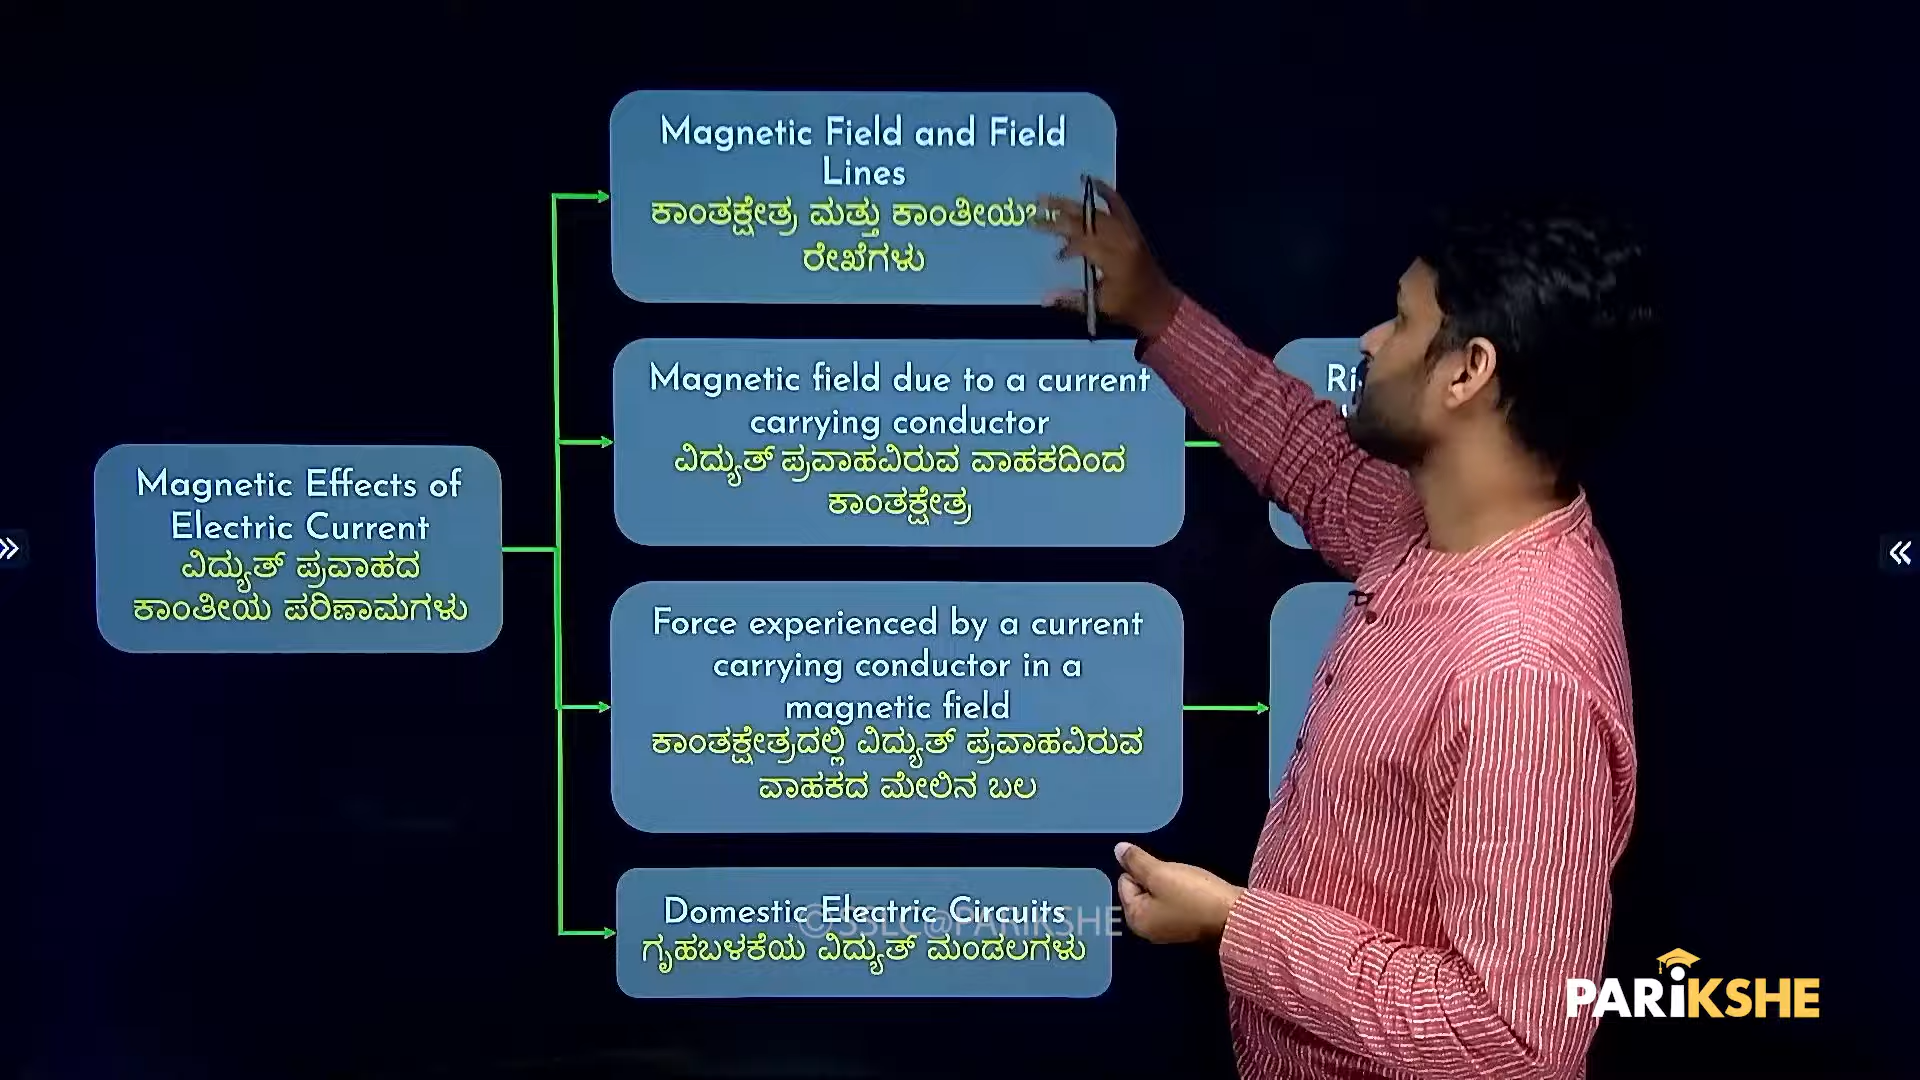 Magnetic Field and Field
Lines
ಕಾಂತಕ್ಷೇತ್ರ ಮತ್ತು
ರೇಖೆಗಳು
Magnetic field due to a current
carrying conductor
ವಿದ್ಯುತ್ ಪ್ರವಾಹವಿರುವ ವಾಹಕದಿಂದ
ಕಾಂತಕ್ಷೇತ್ರ
Magnetic Effects of
Electric Current
ವಿದ್ಯುತ್ ಪ್ರವಾಹದ
ಕಾಂತೀಯ ಪರಿಣಾಮಗಳು
Force experienced by a current
carrying conductor in a
magnetic field
ಕಾಂತಕ್ಷೇತ್ರದಲ್ಲಿ ವಿದ್ಯುತ್ ಪ್ರವಾಹವಿರುವ
ವಾಹಕದ ಮೇಲಿನ ಬಲ
Domestic Electric Circuits
©SSLC@PARIKSHE
ಗೃಹಬಳಕೆಯ ವಿದ್ಯುತ್ ಮಂಡಲಗಳು
PARiKSHE